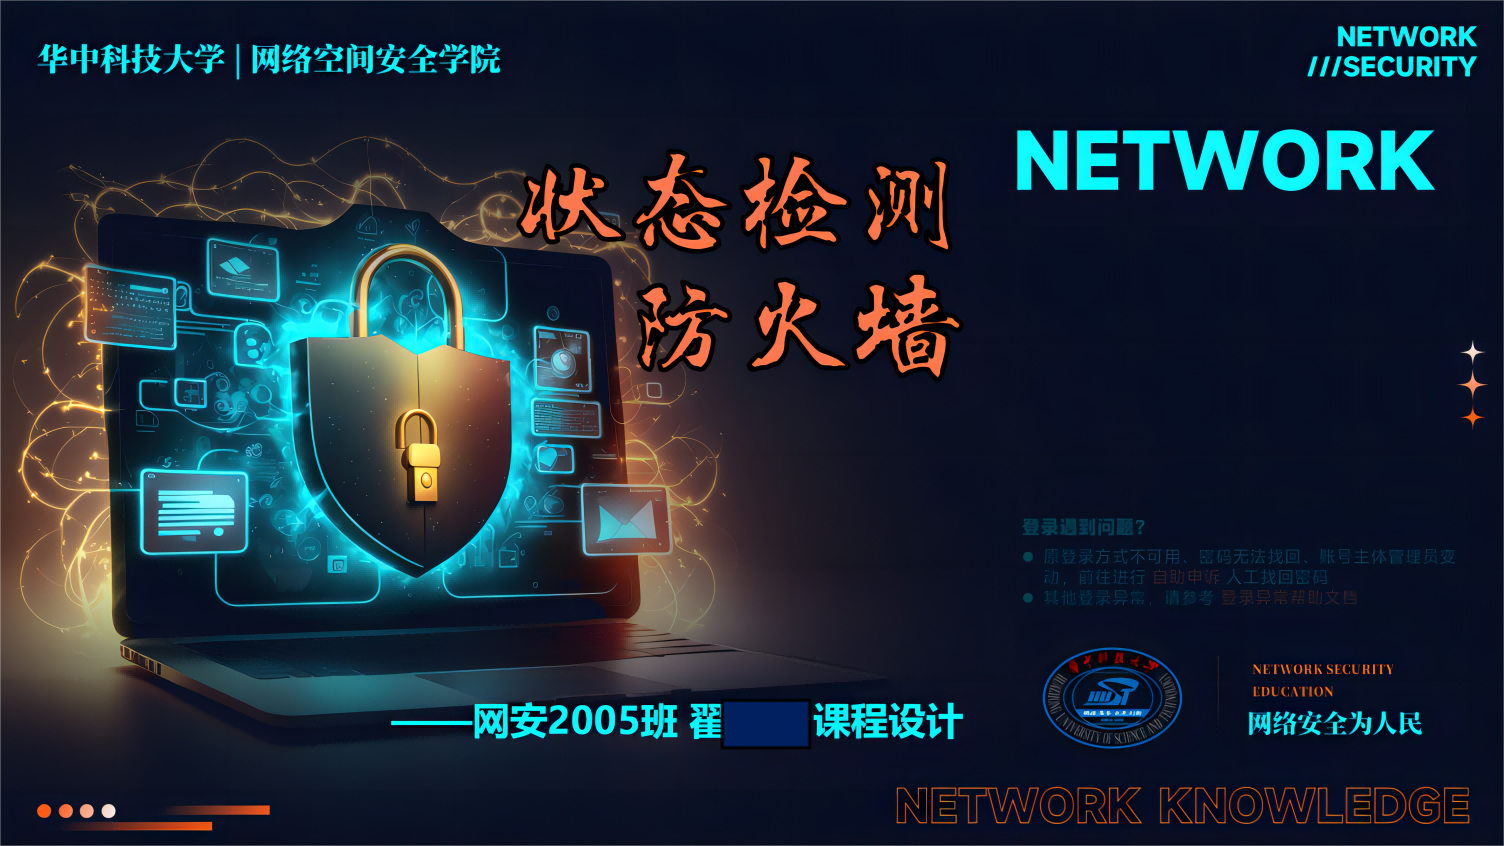 华中科技大学 | 网络空间安全学院
NETWORK
///SECURITY
NETWORK
状态检测
防火墙
登录遇到问题?
● 原登录方式不可用、密码无法找回、账号主体管理员变
动，前往进行 自助申诉 人工找回密码
● 其他登录异常，请参考 登录异常帮助文档
NETWORK SECURITY
EDUCATION
网络安全为人民
——网安2005班 翟 课程设计
NETWORK KNOWLEDGE